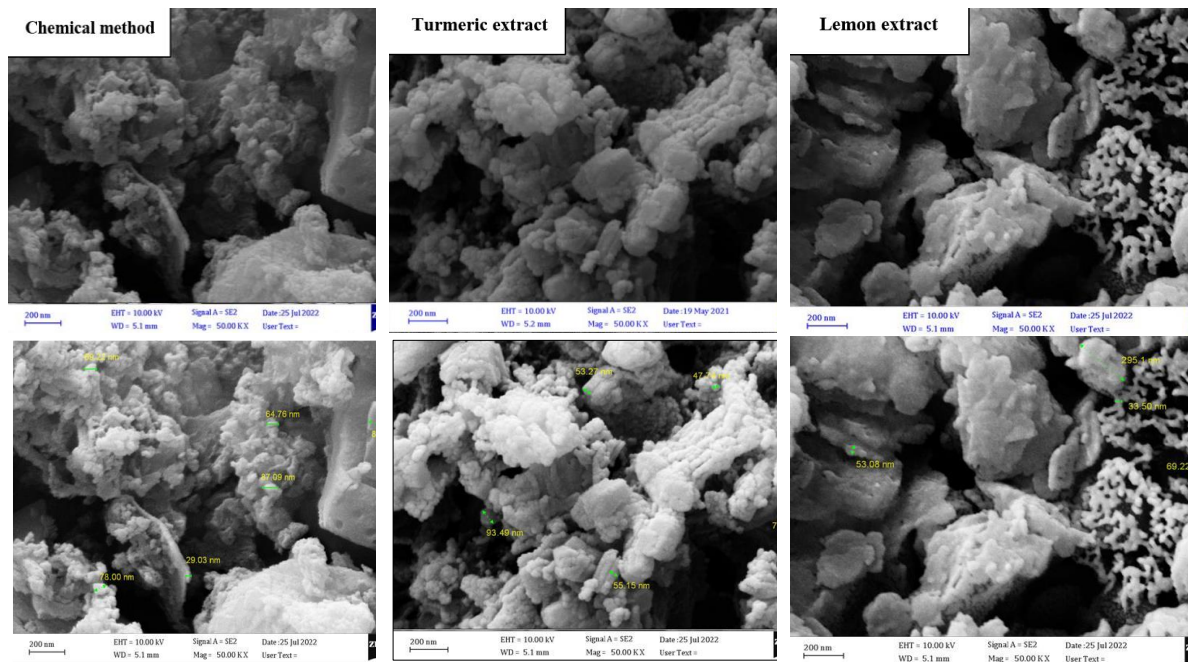 Chemical method
200 nm
EHT = 10.00 kV
WD = 5.1 mm
Signal A = SE2
Mag = 50.00 K X
Date :25 Jul 2022
User Text =
Turmeric extract
200 nm
EHT = 10.00 kV
WD = 5.2 mm
Signal A = SE2
Mag = 50.00 K X
Date :19 May 2021
User Text =
Lemon extract
200 nm
EHT = 10.00 kV
WD = 5.1 mm
Signal A = SE2
Mag = 50.00 K X
Date :25 Jul 2022
User Text =
nm
64.76 nm
87.09 nm
29.03 nm
78.00 nm
200 nm
EHT = 10.00 kV
WD = 5.1 mm
Signal A = SE2
Mag = 50.00 K X
Date :25 Jul 2022
User Text =
53.27 nm
nm
93.49 nm
55.15 nm
200 nm
EHT = 10.00 kV
WD = 5.1 mm
Signal A = SE2
Mag = 50.00 K X
Date :25 Jul 2022
User Text =
295.1 nm
33.50 nm
53.08 nm
69.22
200 nm
EHT = 10.00 kV
WD = 5.1 mm
Signal A = SE2
Mag = 50.00 K X
Date :25 Jul 2022
User Text =